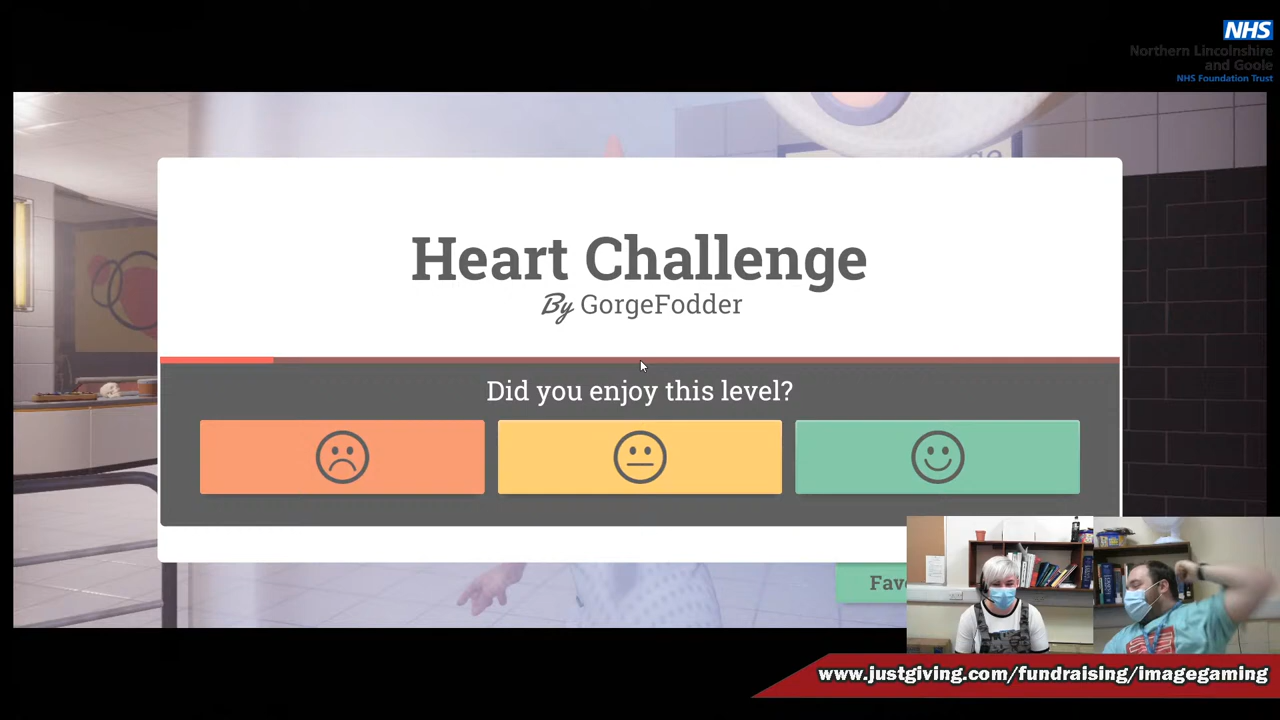 NHS
Northern Lincolnshire
and Goole
NHS Foundation Trust
Heart Challenge
By GorgeFodder
Did you enjoy this level?
www.justgiving.com/fundraising/imagegaming